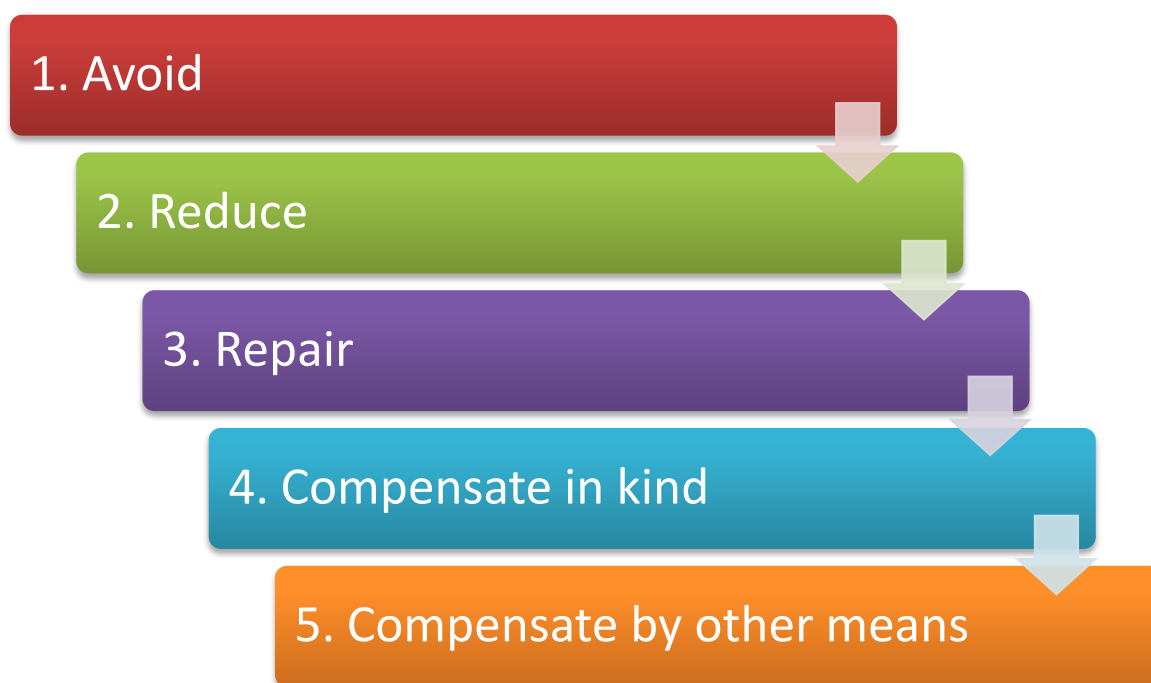 1. Avoid
2. Reduce
3. Repair
4. Compensate in kind
5. Compensate by other means